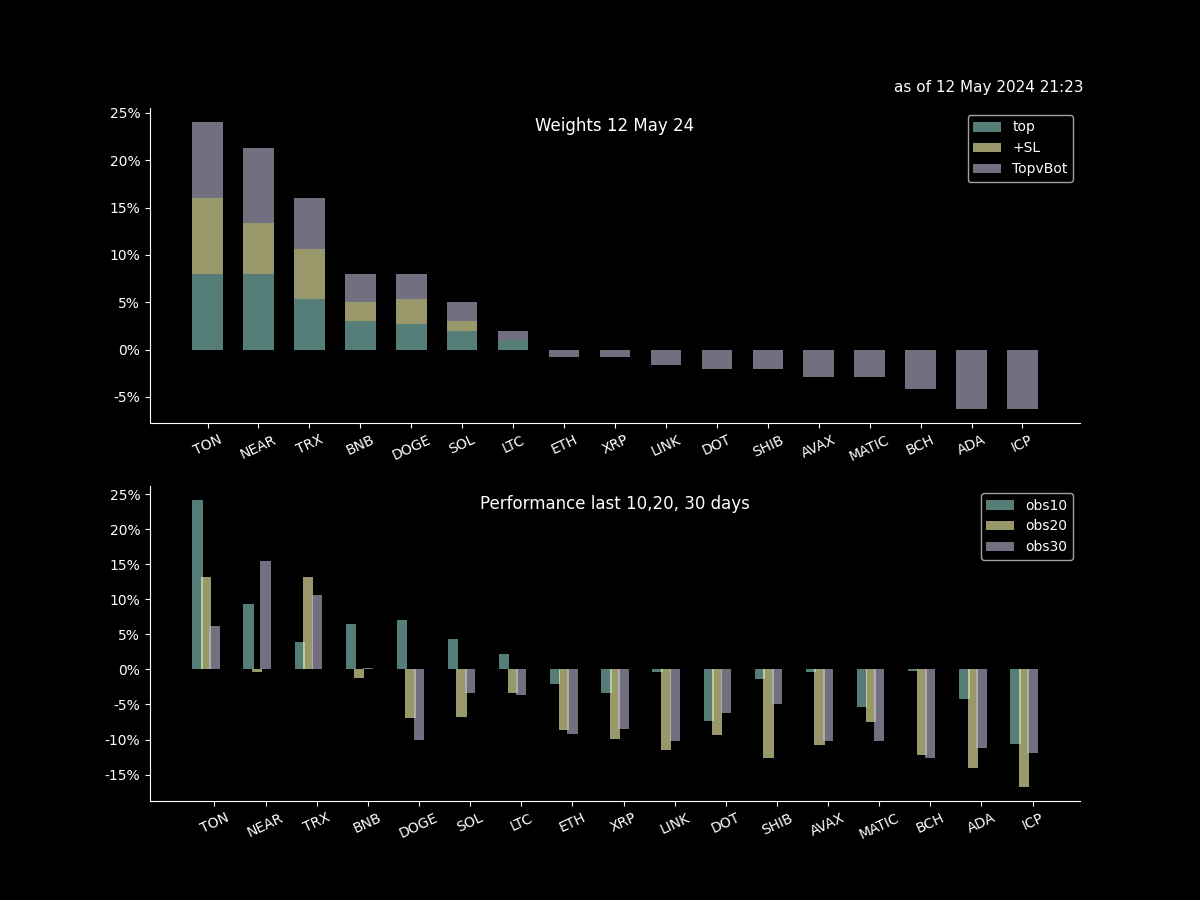 as of 12 May 2024 21:23
Weights 12 May 24
top
+SL
TopvBot
25%
20%
15%
10%
5%
0%
-5%
TON NEAR TRX BNB DOGE SOL LTC ETH XRP LINK DOT SHIB AVAX MATIC BCH ADA ICP
Performance last 10,20, 30 days
obs10
obs20
obs30
25%
20%
15%
10%
5%
0%
-5%
-10%
-15%
TON NEAR TRX BNB DOGE SOL LTC ETH XRP LINK DOT SHIB AVAX MATIC BCH ADA ICP